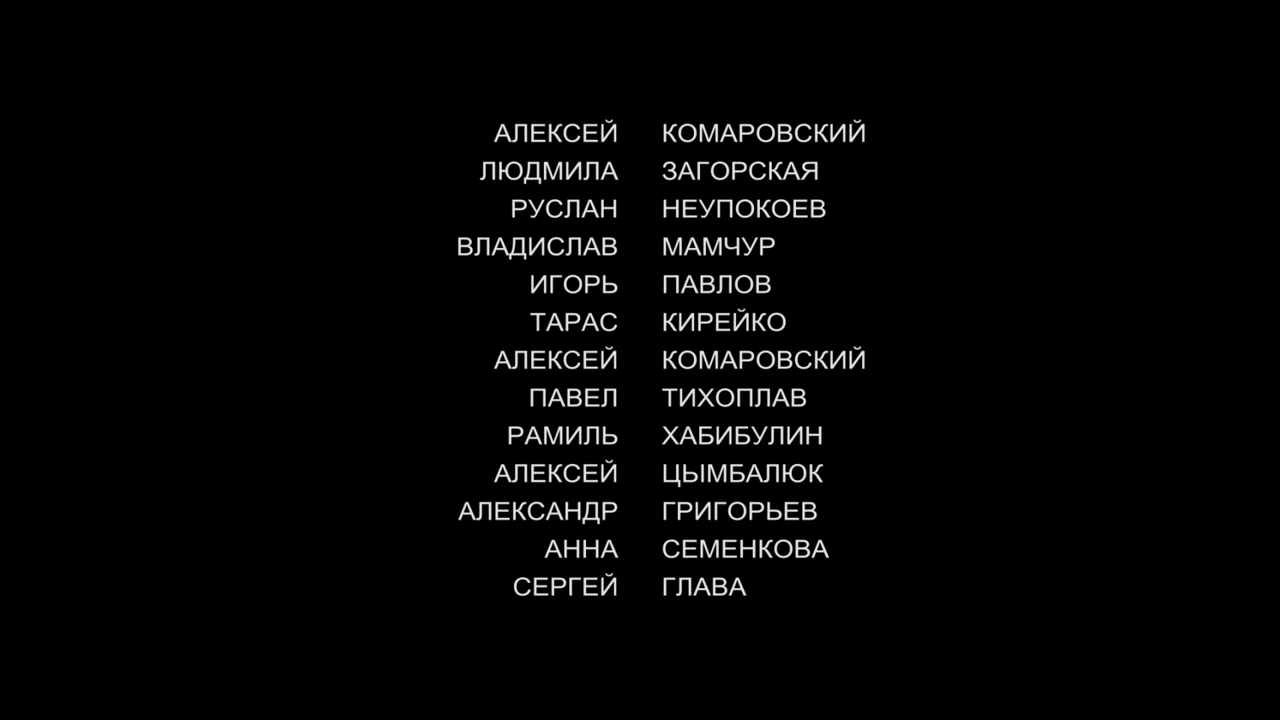 АЛЕКСЕЙ КОМАРОВСКИЙ
ЛЮДМИЛА ЗАГОРСКАЯ
РУСЛАН НЕУПОКОЕВ
ВЛАДИСЛАВ МАМЧУР
ИГОРЬ ПАВЛОВ
ТАРАС КИРЕЙКО
АЛЕКСЕЙ КОМАРОВСКИЙ
ПАВЕЛ ТИХОПЛАВ
РАМИЛЬ ХАБИБУЛИН
АЛЕКСЕЙ ЦЫМБАЛЮК
АЛЕКСАНДР ГРИГОРЬЕВ
АННА СЕМЕНКОВА
СЕРГЕЙ ГЛАВА